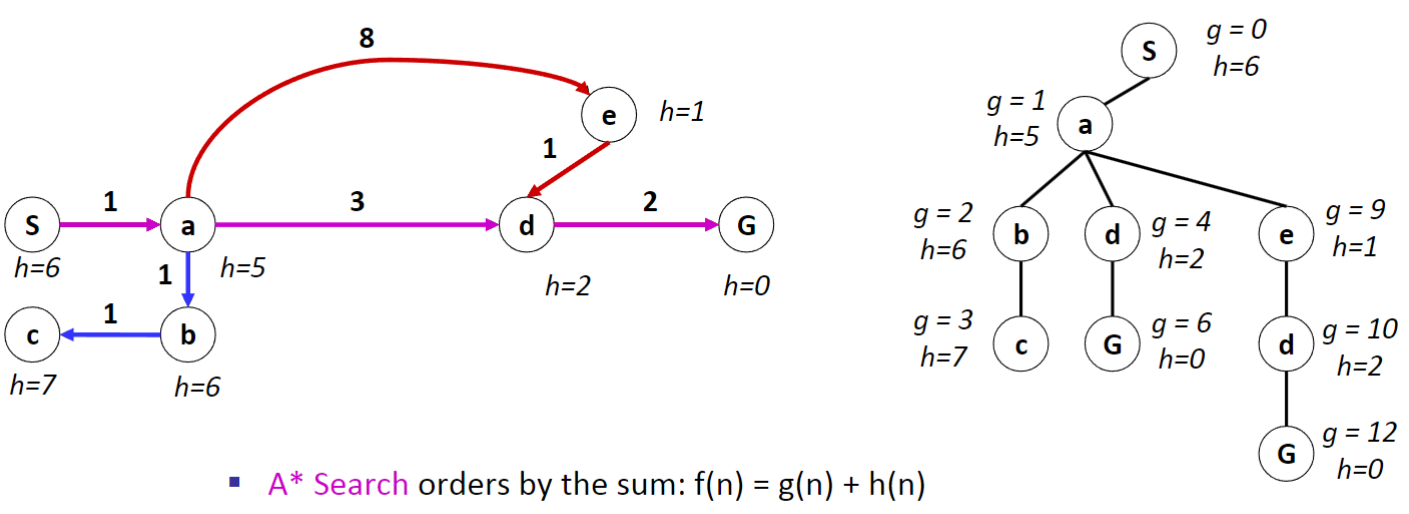 8
e
h=1
1
S
1
a
3
d
2
G
h=6
1
h=5
h=2
h=0
c
1
b
h=7
h=6
S
g = 0
h=6
g = 1
h=5
a
g = 2
h=6
b
d
g = 4
h=2
e
g = 9
h=1
g = 3
h=7
c
G
g = 6
h=0
d
g = 10
h=2
G
g = 12
h=0
▪ A* Search orders by the sum: f(n) = g(n) + h(n)